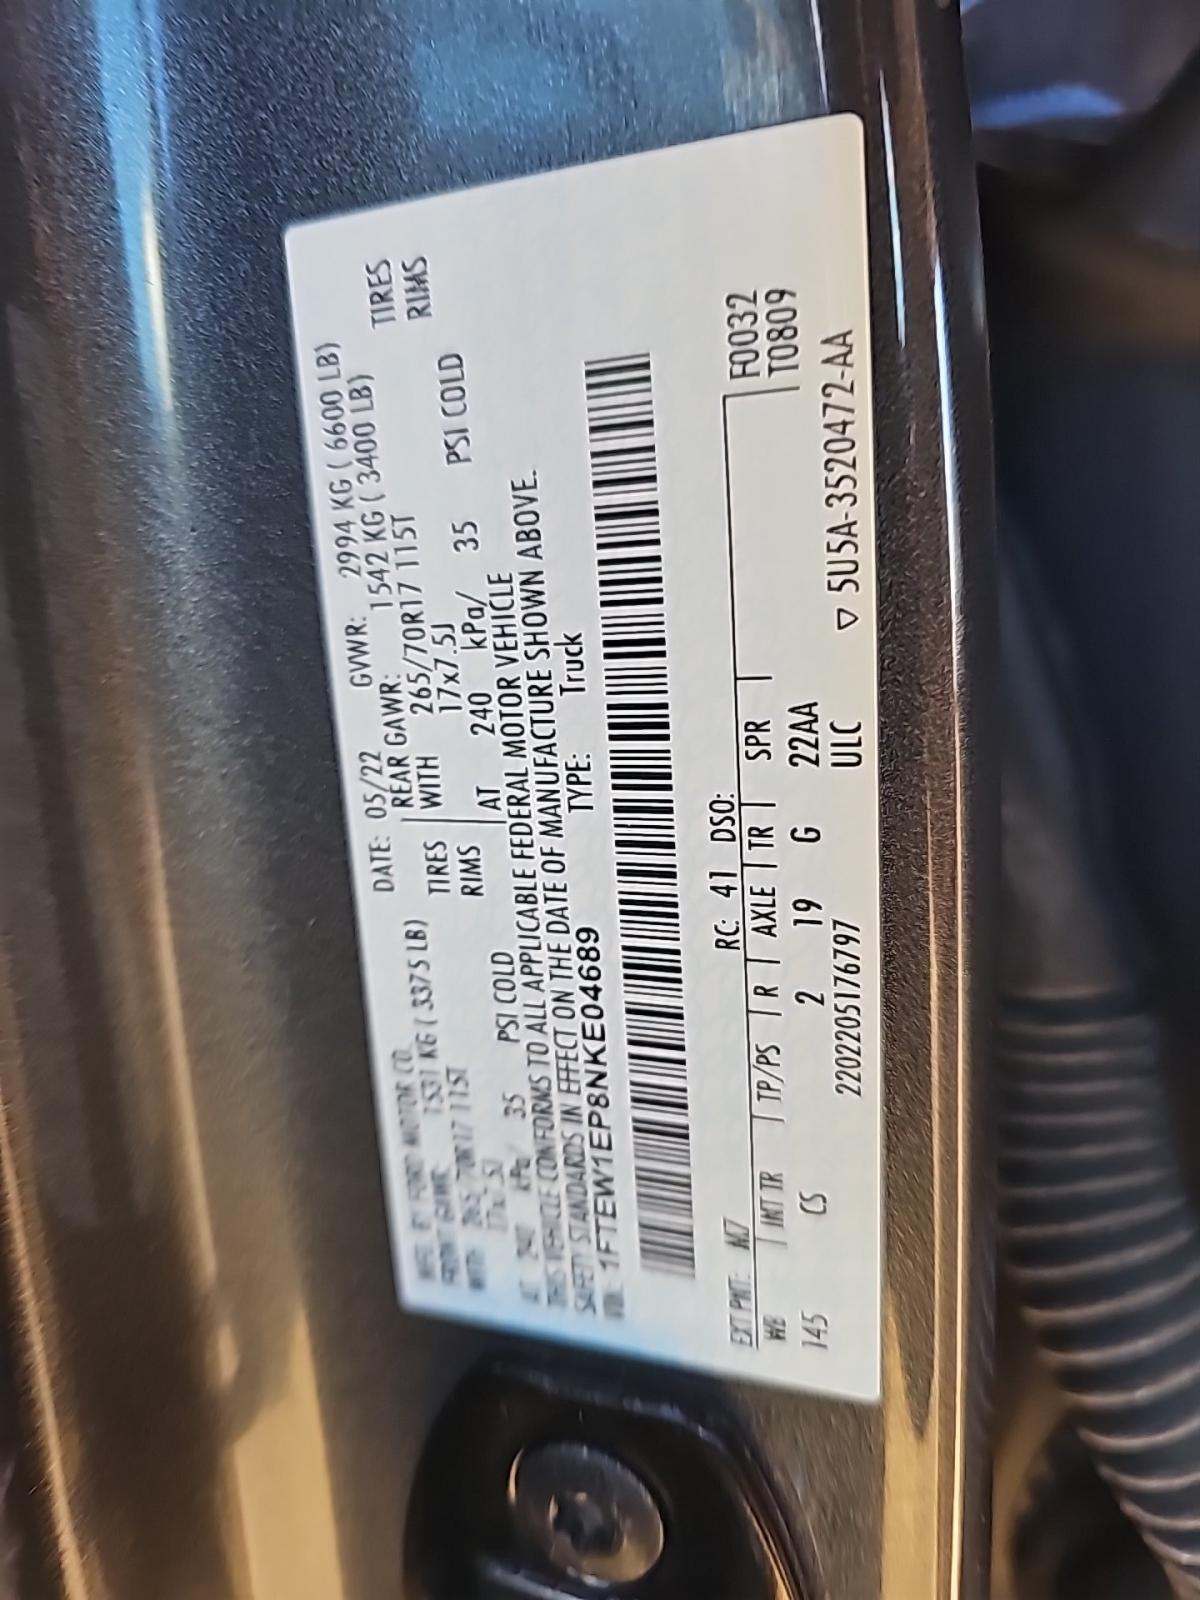 MFD. BY FORD MOTOR CO. DATE: 05/22 GVWR: 2994 KG ( 6600 LB)
FRONT GAWR: 1531 KG ( 3375 LB) REAR GAWR: 1542 KG ( 3400 LB)
WITH 265/70R17 115T TIRES WITH 265/70R17 115T TIRES
17x7.5J RIMS 17x7.5J RIMS
AT 240 kPa/ 35 PSI COLD AT 240 kPa/ 35 PSI COLD
THIS VEHICLE CONFORMS TO ALL APPLICABLE FEDERAL MOTOR VEHICLE
SAFETY STANDARDS IN EFFECT ON THE DATE OF MANUFACTURE SHOWN ABOVE.
VIN: 1FTEW1EP8NKE04689 TYPE: Truck
EXT PNT: M7 RC: 41 DSO: F0032
WB INT TR TP/PS R AXLE TR SPR T0809
145 CS 2 19 G 22AA
220220517 6797 ULC ▽ 5U5A-3520472-AA